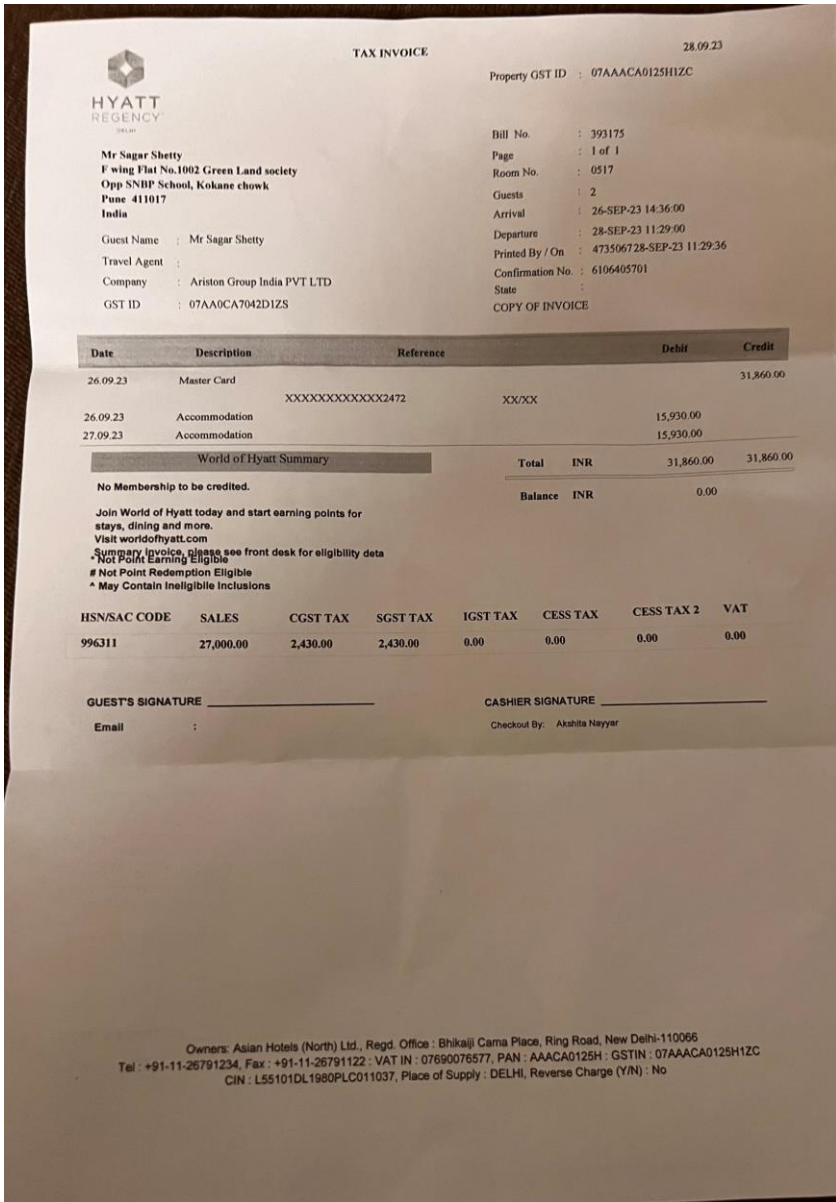 TAX INVOICE
28.09.23
Property GST ID : 07AAACA0125H1ZC
HYATT
REGENCY
DELHI
Mr Sagar Shetty
F wing Flat No.1002 Green Land sociiety
Opp SNBP School, Kokane chowk
Pune 411017
India
Guest Name : Mr Sagar Shetty
Travel Agent :
Company : Ariston Group India PVT LTD
GST ID : 07AA0CA7042D1ZS
Bill No. : 393175
Page : 1 of 1
Room No. : 0517
Guests : 2
Arrival : 26-SEP-23 14:36:00
Departure : 28-SEP-23 11:29:00
Printed By / On : 473506728-SEP-23 11:29:36
Confirmation No. : 6106405701
State :
COPY OF INVOICE
Date Description Reference Debit Credit
26.09.23 Master Card 31,860.00
XXXXXXXXXXXX2472 XX/XX
26.09.23 Accommodation 15,930.00
27.09.23 Accommodation 15,930.00
World of Hyatt Summary
Total INR 31,860.00 31,860.00
Balance INR 0.00
No Membership to be credited.
Join World of Hyatt today and start earning points for
stays, dining and more.
Visit worldofhyatt.com
Summary Invoice, please see front desk for eligibility deta
* Not Point Earning Eligible
# Not Point Redemption Eligible
^ May Contain Ineligibile Inclusions
HSN/SAC CODE SALES CGST TAX SGST TAX IGST TAX CESS TAX CESS TAX 2 VAT
996311 27,000.00 2,430.00 2,430.00 0.00 0.00 0.00 0.00
GUEST'S SIGNATURE
CASHIER SIGNATURE
Email :
Checkout By: Akshita Nayyar
Owners: Asian Hotels (North) Ltd., Regd. Office : Bhikaiji Cama Place, Ring Road, New Delhi-110066
Tel : +91-11-26791234, Fax : +91-11-26791122 : VAT IN : 07690076577, PAN : AAACA0125H : GSTIN : 07AAACA0125H1ZC
CIN : L55101DL1980PLC011037, Place of Supply : DELHI, Reverse Charge (Y/N) : No